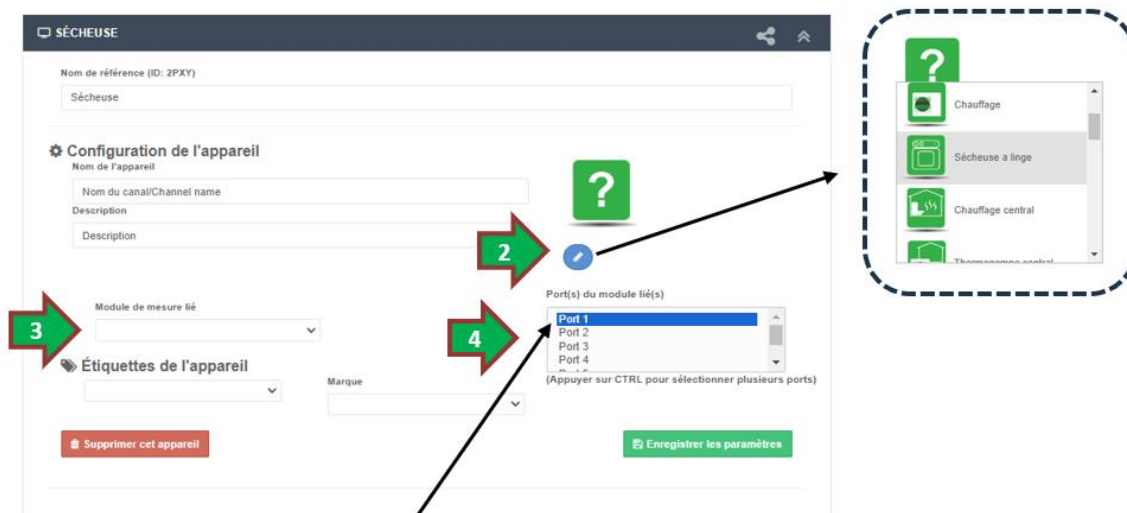 SÉCHEUSE
Nom de référence (ID: 2PXY)
Sécheuse
Configuration de l'appareil
Nom de l'appareil
Nom du canal/Channel name
Description
Description
?
2
Module de mesure lié
3
Port(s) du module lié(s)
4
Port 1
Port 2
Port 3
Port 4
(Appuyer sur CTRL pour sélectionner plusieurs ports)
Étiquettes de l'appareil
Marque
Supprimer cet appareil
Enregistrer les paramètres
?
Chauffage
Sécheuse a linge
Chauffage central
Thermopompe central